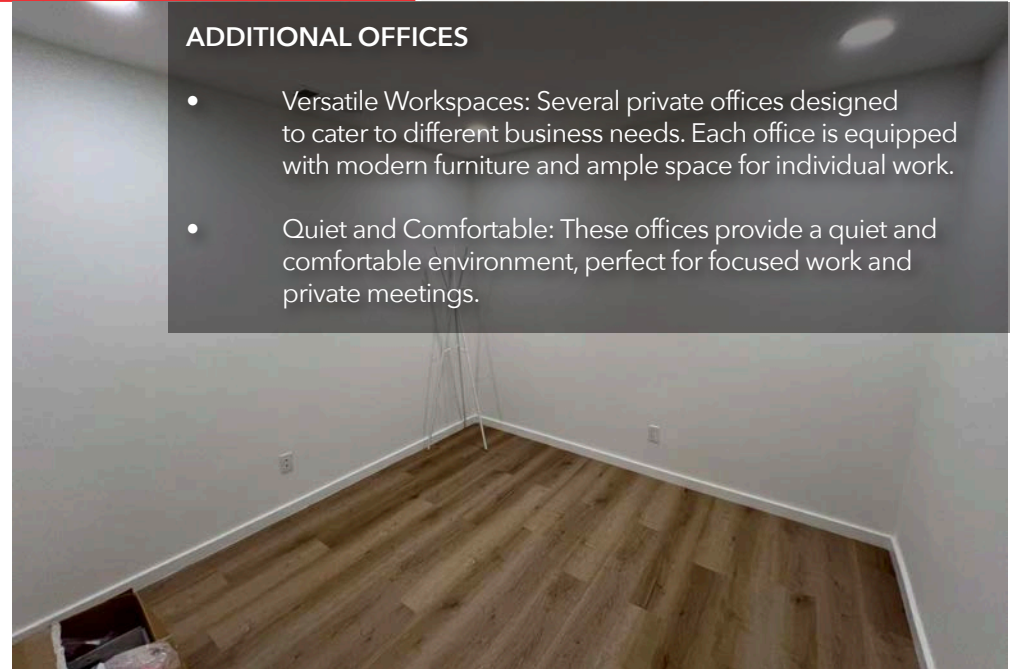 ADDITIONAL OFFICES
• Versatile Workspaces: Several private offices designed
to cater to different business needs. Each office is equipped
with modern furniture and ample space for individual work.
• Quiet and Comfortable: These offices provide a quiet and
comfortable environment, perfect for focused work and
private meetings.